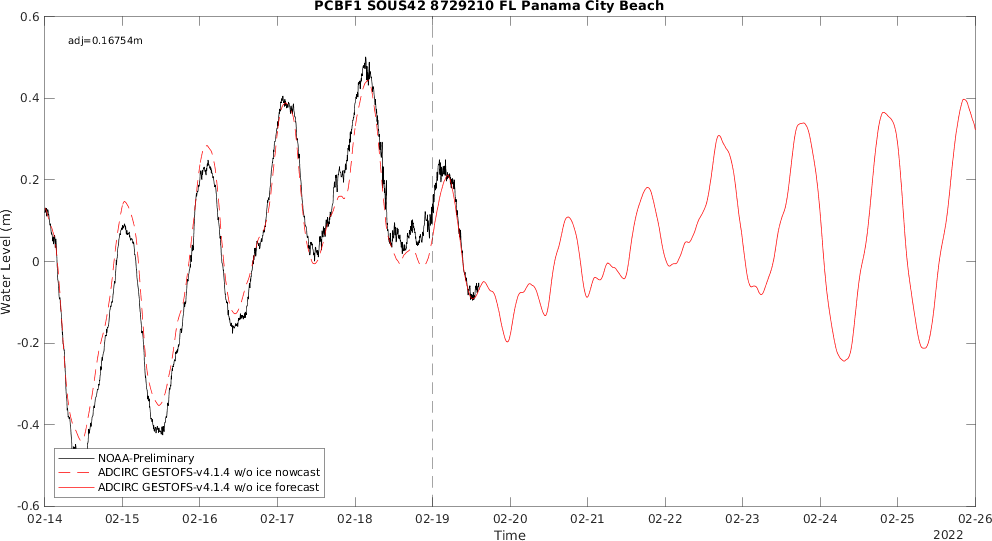 PCBF1 SOUS42 8729210 FL Panama City Beach
adj=0.16754m
0.6
0.4
0.2
0
-0.2
-0.4
-0.6
Water Level (m)
NOAA-Preliminary
ADCIRC GESTOFS-v4.1.4 w/o ice nowcast
ADCIRC GESTOFS-v4.1.4 w/o ice forecast
02-14 02-15 02-16 02-17 02-18 02-19 02-20 02-21 02-22 02-23 02-24 02-25 02-26
Time
2022